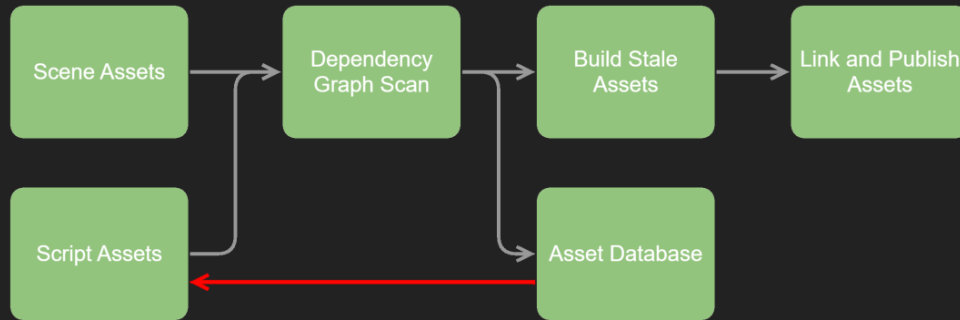 Scene Assets
Dependency
Graph Scan
Build Stale
Assets
Link and Publish
Assets
Script Assets
Asset Database